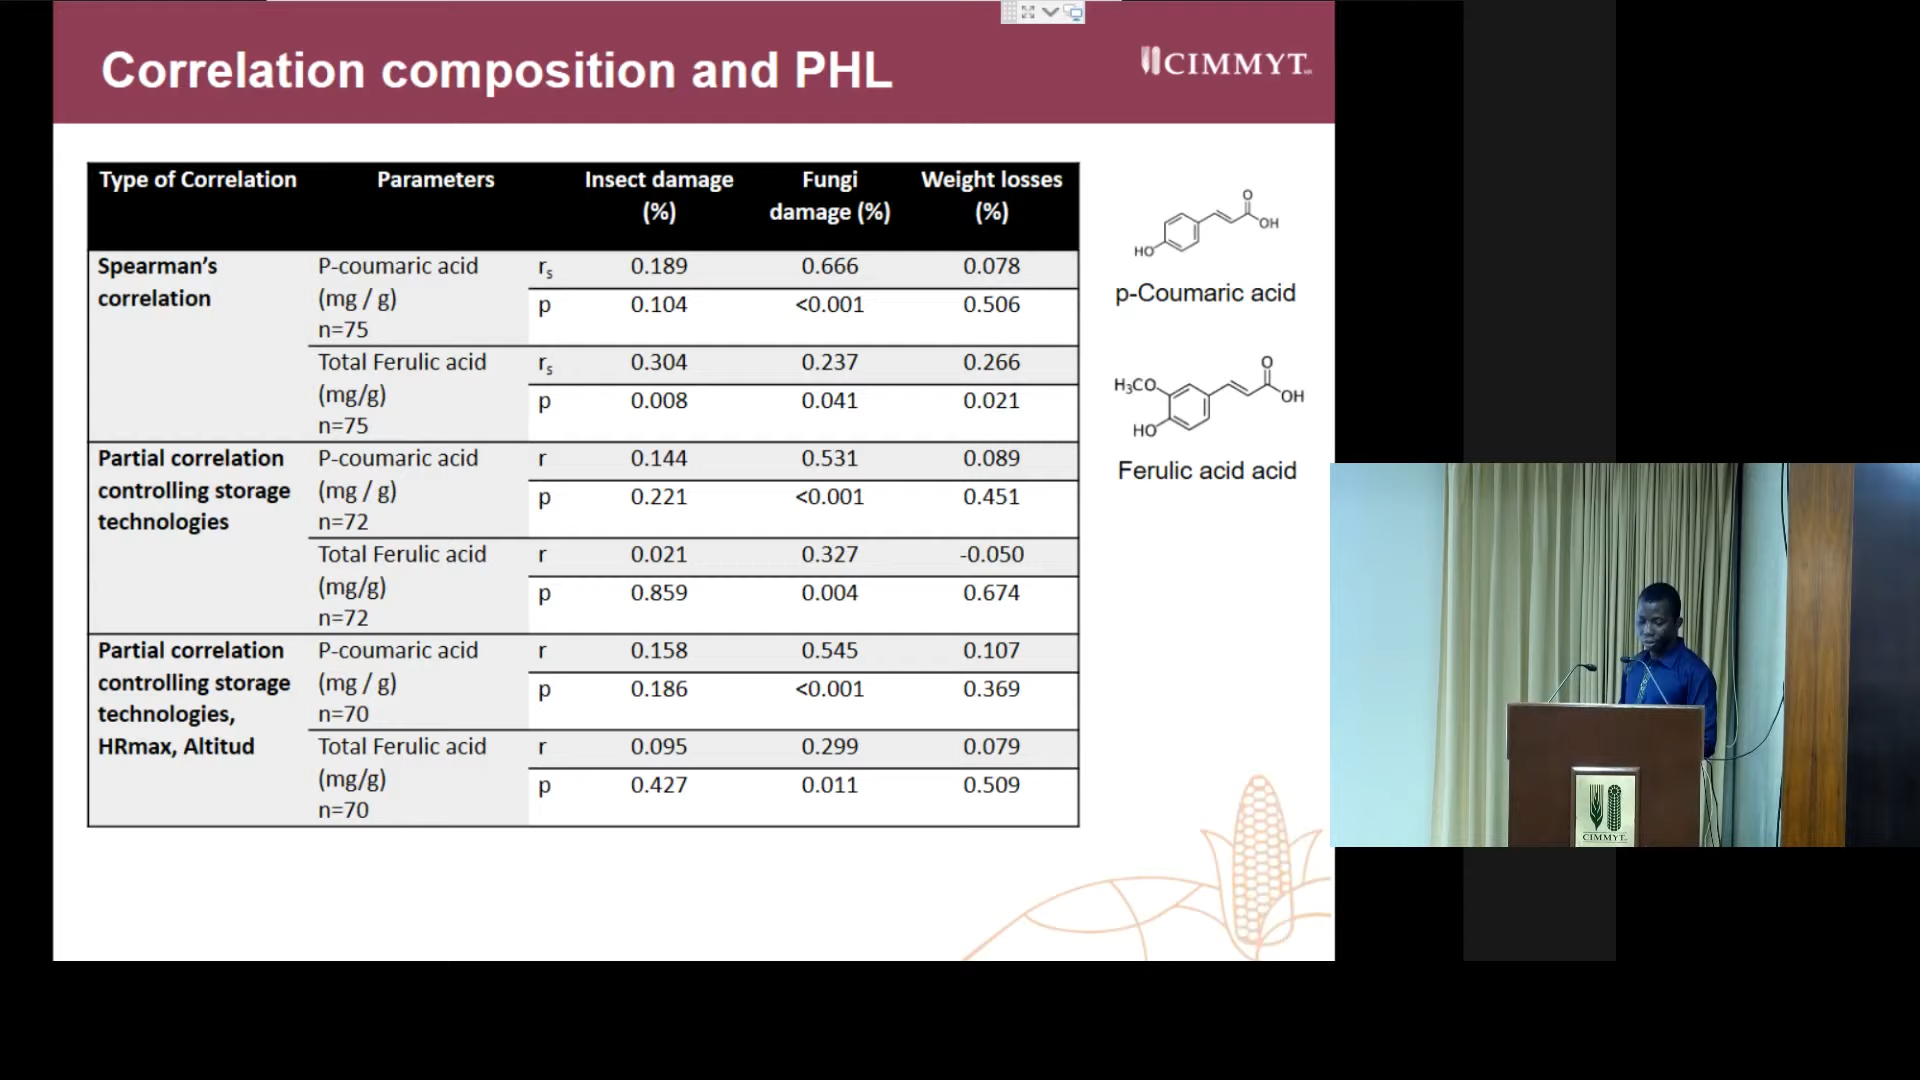 Correlation composition and PHL
CIMMYT
Type of Correlation Parameters Insect damage (%) Fungi damage (%) Weight losses (%)
Spearman's correlation P-coumaric acid (mg / g) n=75 rs 0.189 0.666 0.078
p 0.104 <0.001 0.506
Total Ferulic acid (mg/g) n=75 rs 0.304 0.237 0.266
p 0.008 0.041 0.021
Partial correlation controlling storage technologies P-coumaric acid (mg / g) n=72 r 0.144 0.531 0.089
p 0.221 <0.001 0.451
Total Ferulic acid (mg/g) n=72 r 0.021 0.327 -0.050
p 0.859 0.004 0.674
Partial correlation controlling storage technologies, HRmax, Altitud P-coumaric acid (mg / g) n=70 r 0.158 0.545 0.107
p 0.186 <0.001 0.369
Total Ferulic acid (mg/g) n=70 r 0.095 0.299 0.079
p 0.427 0.011 0.509
O
OH
HO
p-Coumaric acid
O
H3CO
OH
HO
Ferulic acid acid
CIMMYT